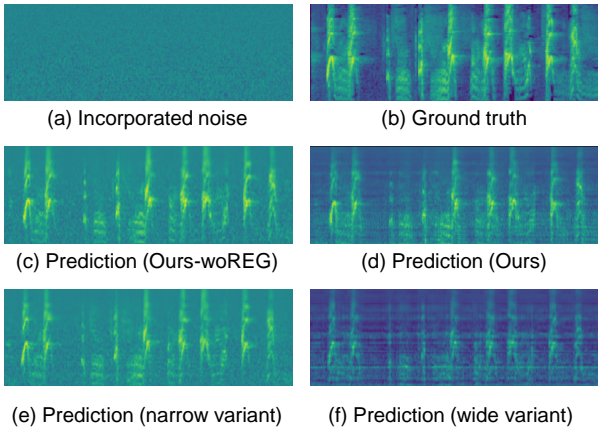 (a) Incorporated noise
(b) Ground truth
(c) Prediction (Ours-woREG)
(d) Prediction (Ours)
(e) Prediction (narrow variant)
(f) Prediction (wide variant)